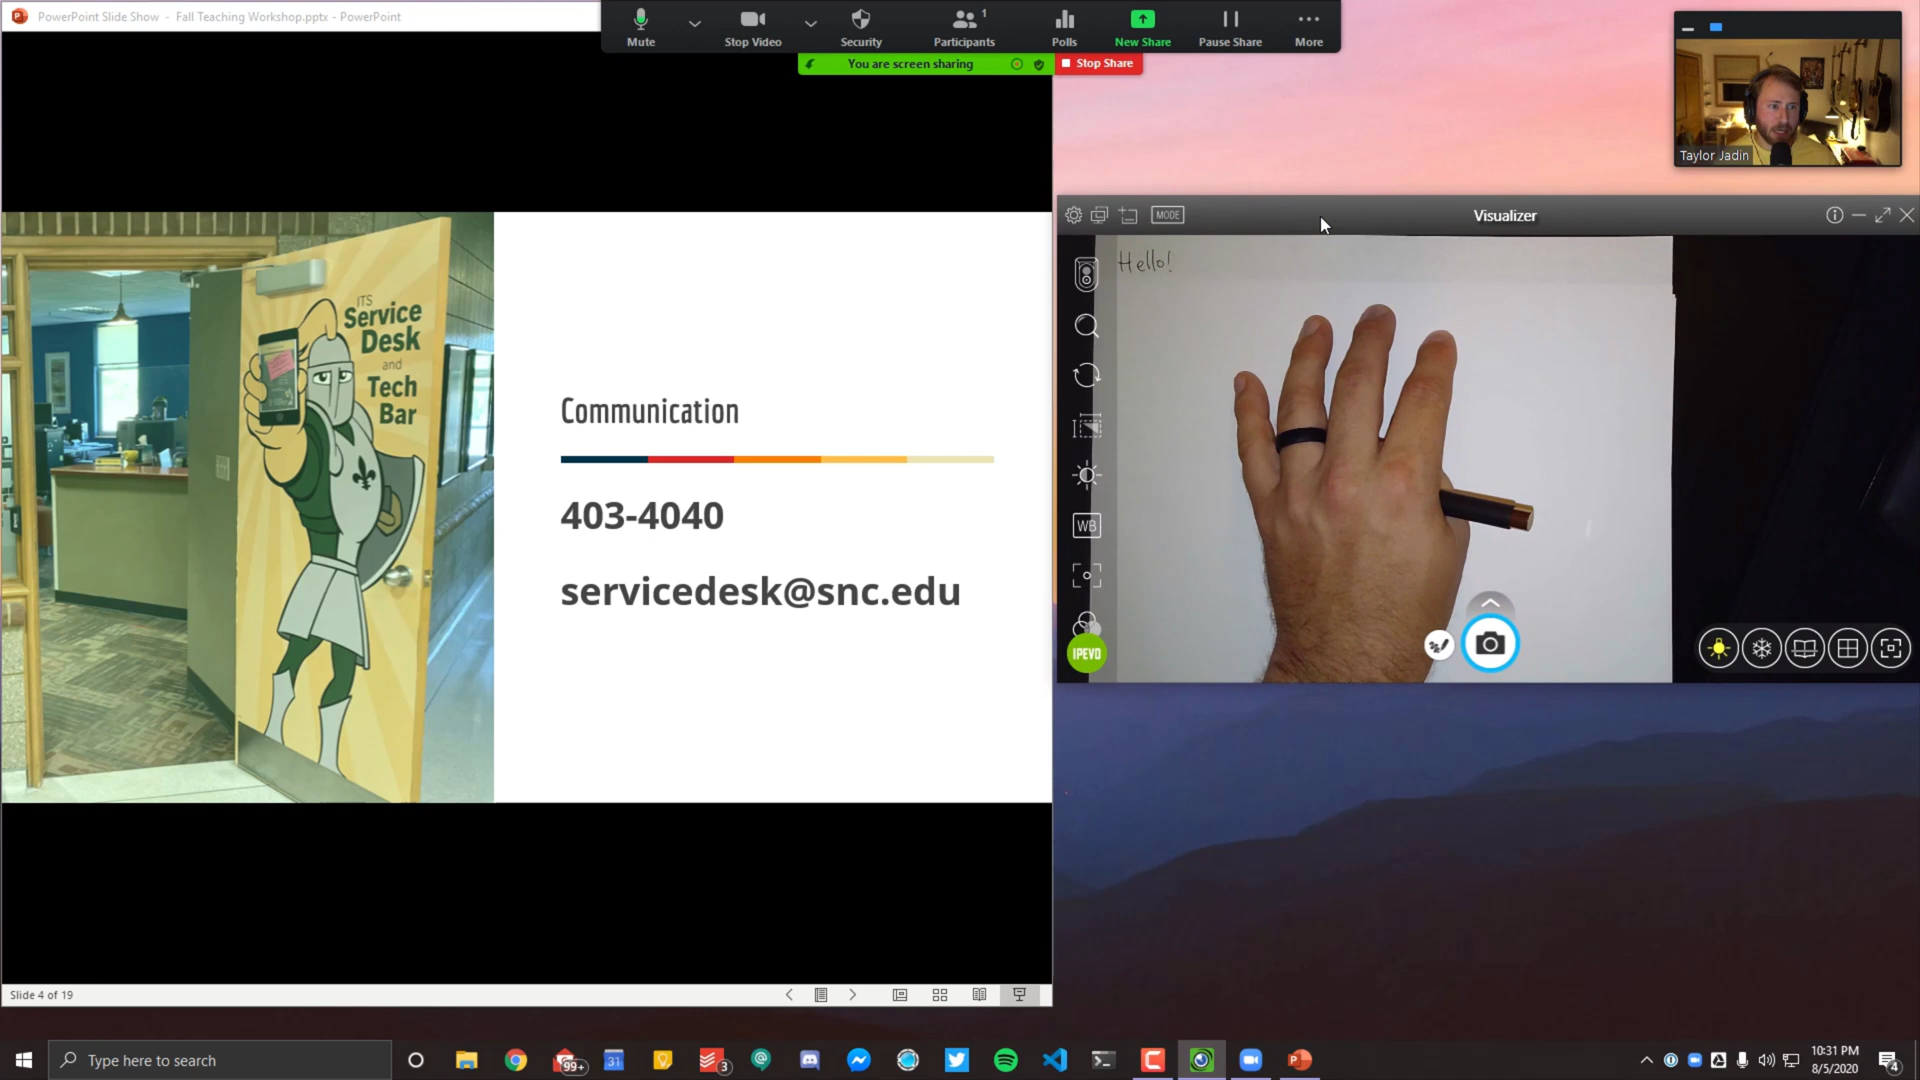 PowerPoint Slide Show - Fall Teaching Workshop.pptx - PowerPoint
Mute
Stop Video
Security
Participants
1
Polls
New Share
Pause Share
More
You are screen sharing
Stop Share
Taylor Jadin
ITS
Service
Desk
and
Tech
Bar
Communication
403-4040
servicedesk@snc.edu
MODE
Visualizer
Hello!
WB
IPEVO
Slide 4 of 19
Type here to search
99+
31
3
10:31 PM
8/5/2020
4